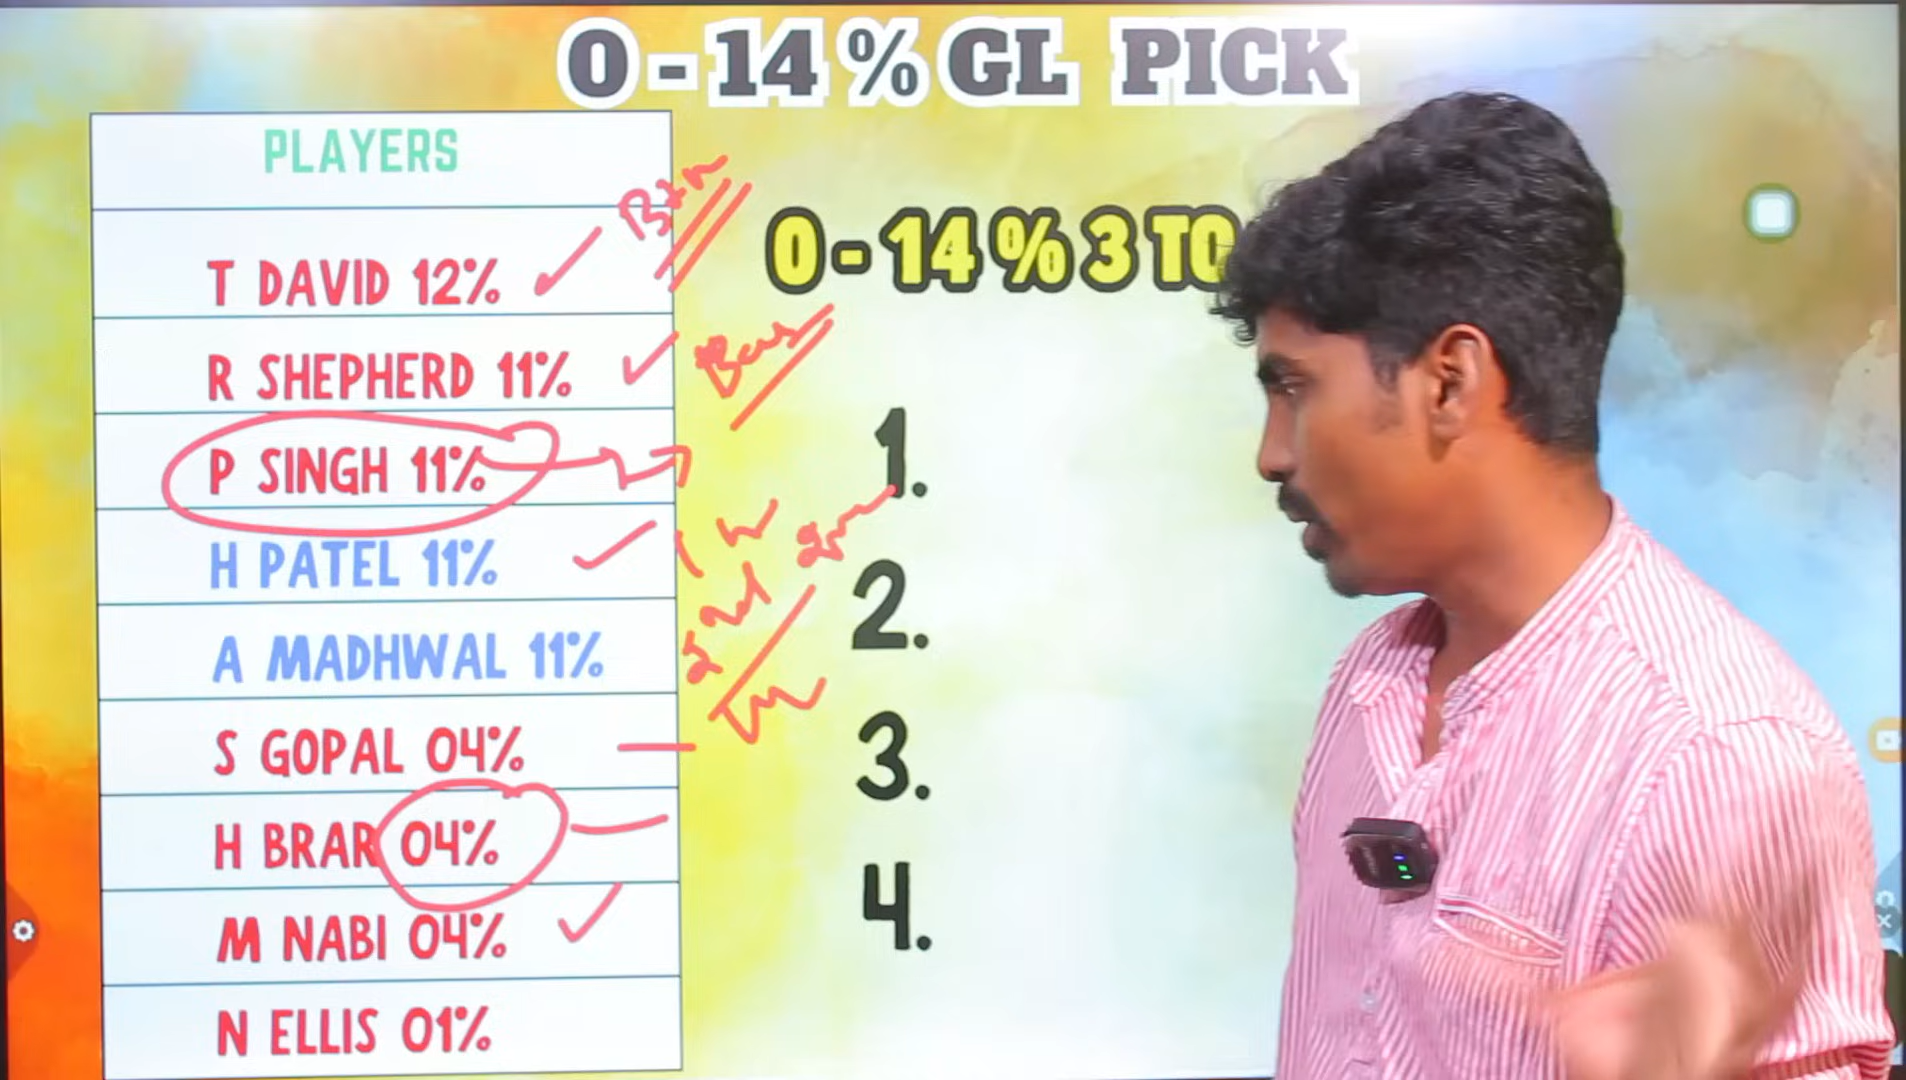 0 - 14 % GL PICK
PLAYERS
T DAVID 12%
R SHEPHERD 11%
P SINGH 11%
H PATEL 11%
A MADHWAL 11%
S GOPAL 04%
H BRAR 04%
M NABI 04%
N ELLIS 01%
0 - 14 % 3 TO
1.
2.
3.
4.